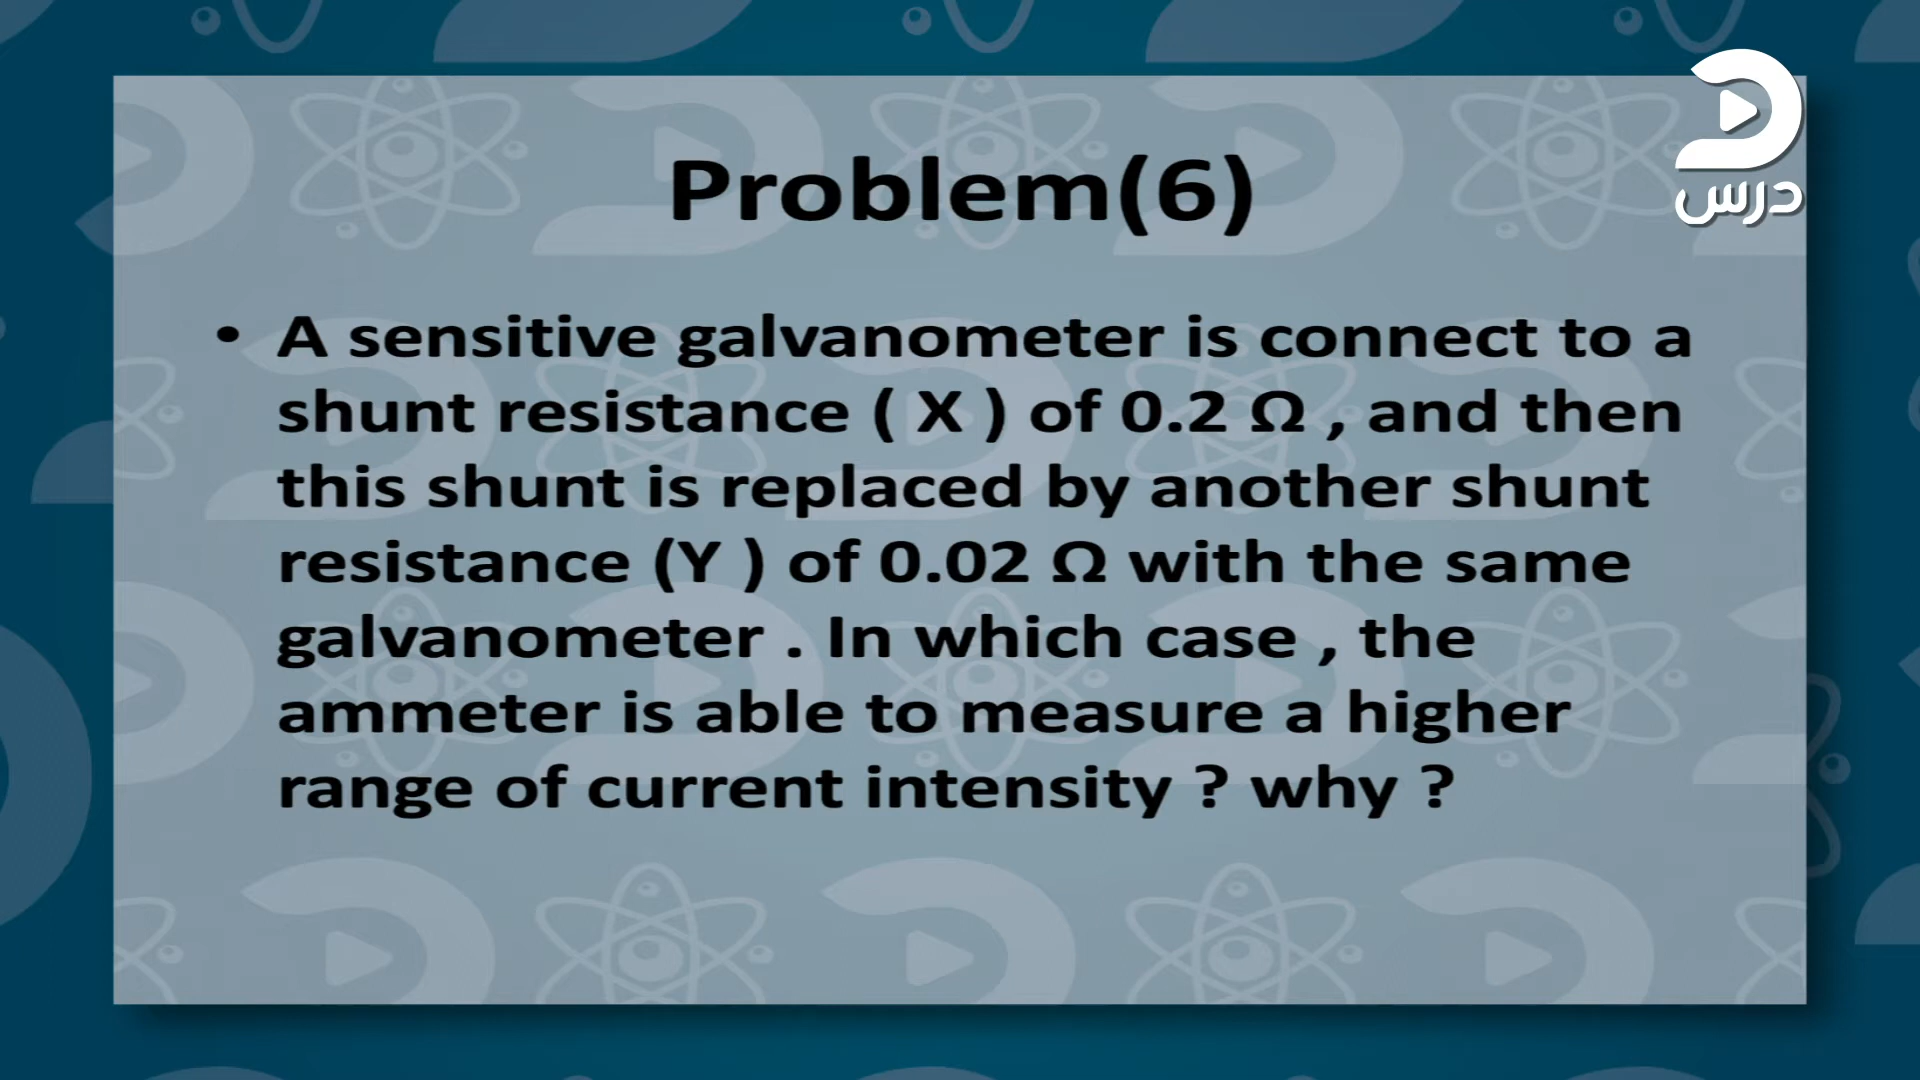 درس
Problem(6)
• A sensitive galvanometer is connect to a
shunt resistance ( X ) of 0.2 Ω , and then
this shunt is replaced by another shunt
resistance (Y ) of 0.02 Ω with the same
galvanometer . In which case , the
ammeter is able to measure a higher
range of current intensity ? why ?